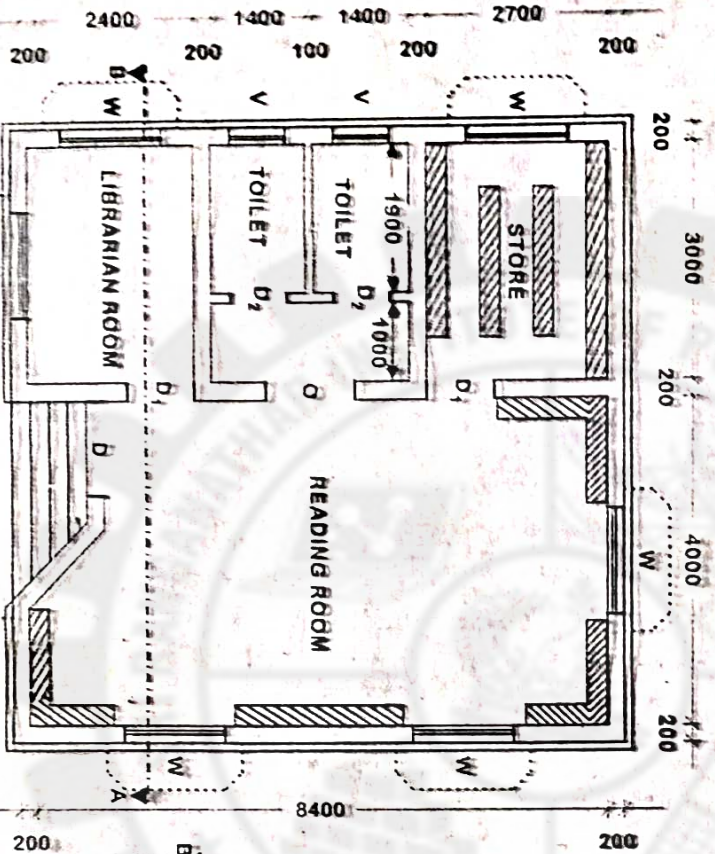 2400 1400 1400 2700
200 200 100 200 200
B
W V V W
200
3000
200
4000
200
LIBRARIAN ROOM
TOILET
TOILET
STORE
1900
1000
D2
D2
D1
O
D1
D
READING ROOM
W
W
W
A
8400
200
200